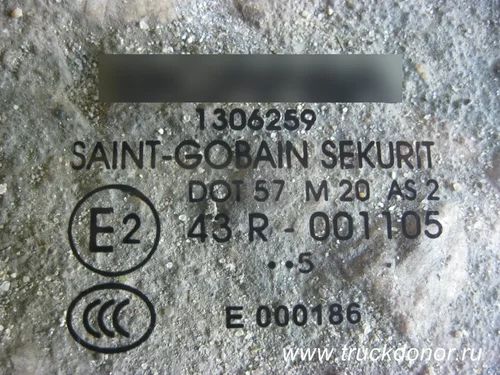 1306259
SAINT-GOBAIN SEKURIT
DOT 57 M 20 AS 2
E2 43 R - 001105
••5 -
CCC E 000186
www.truckdonor.ru